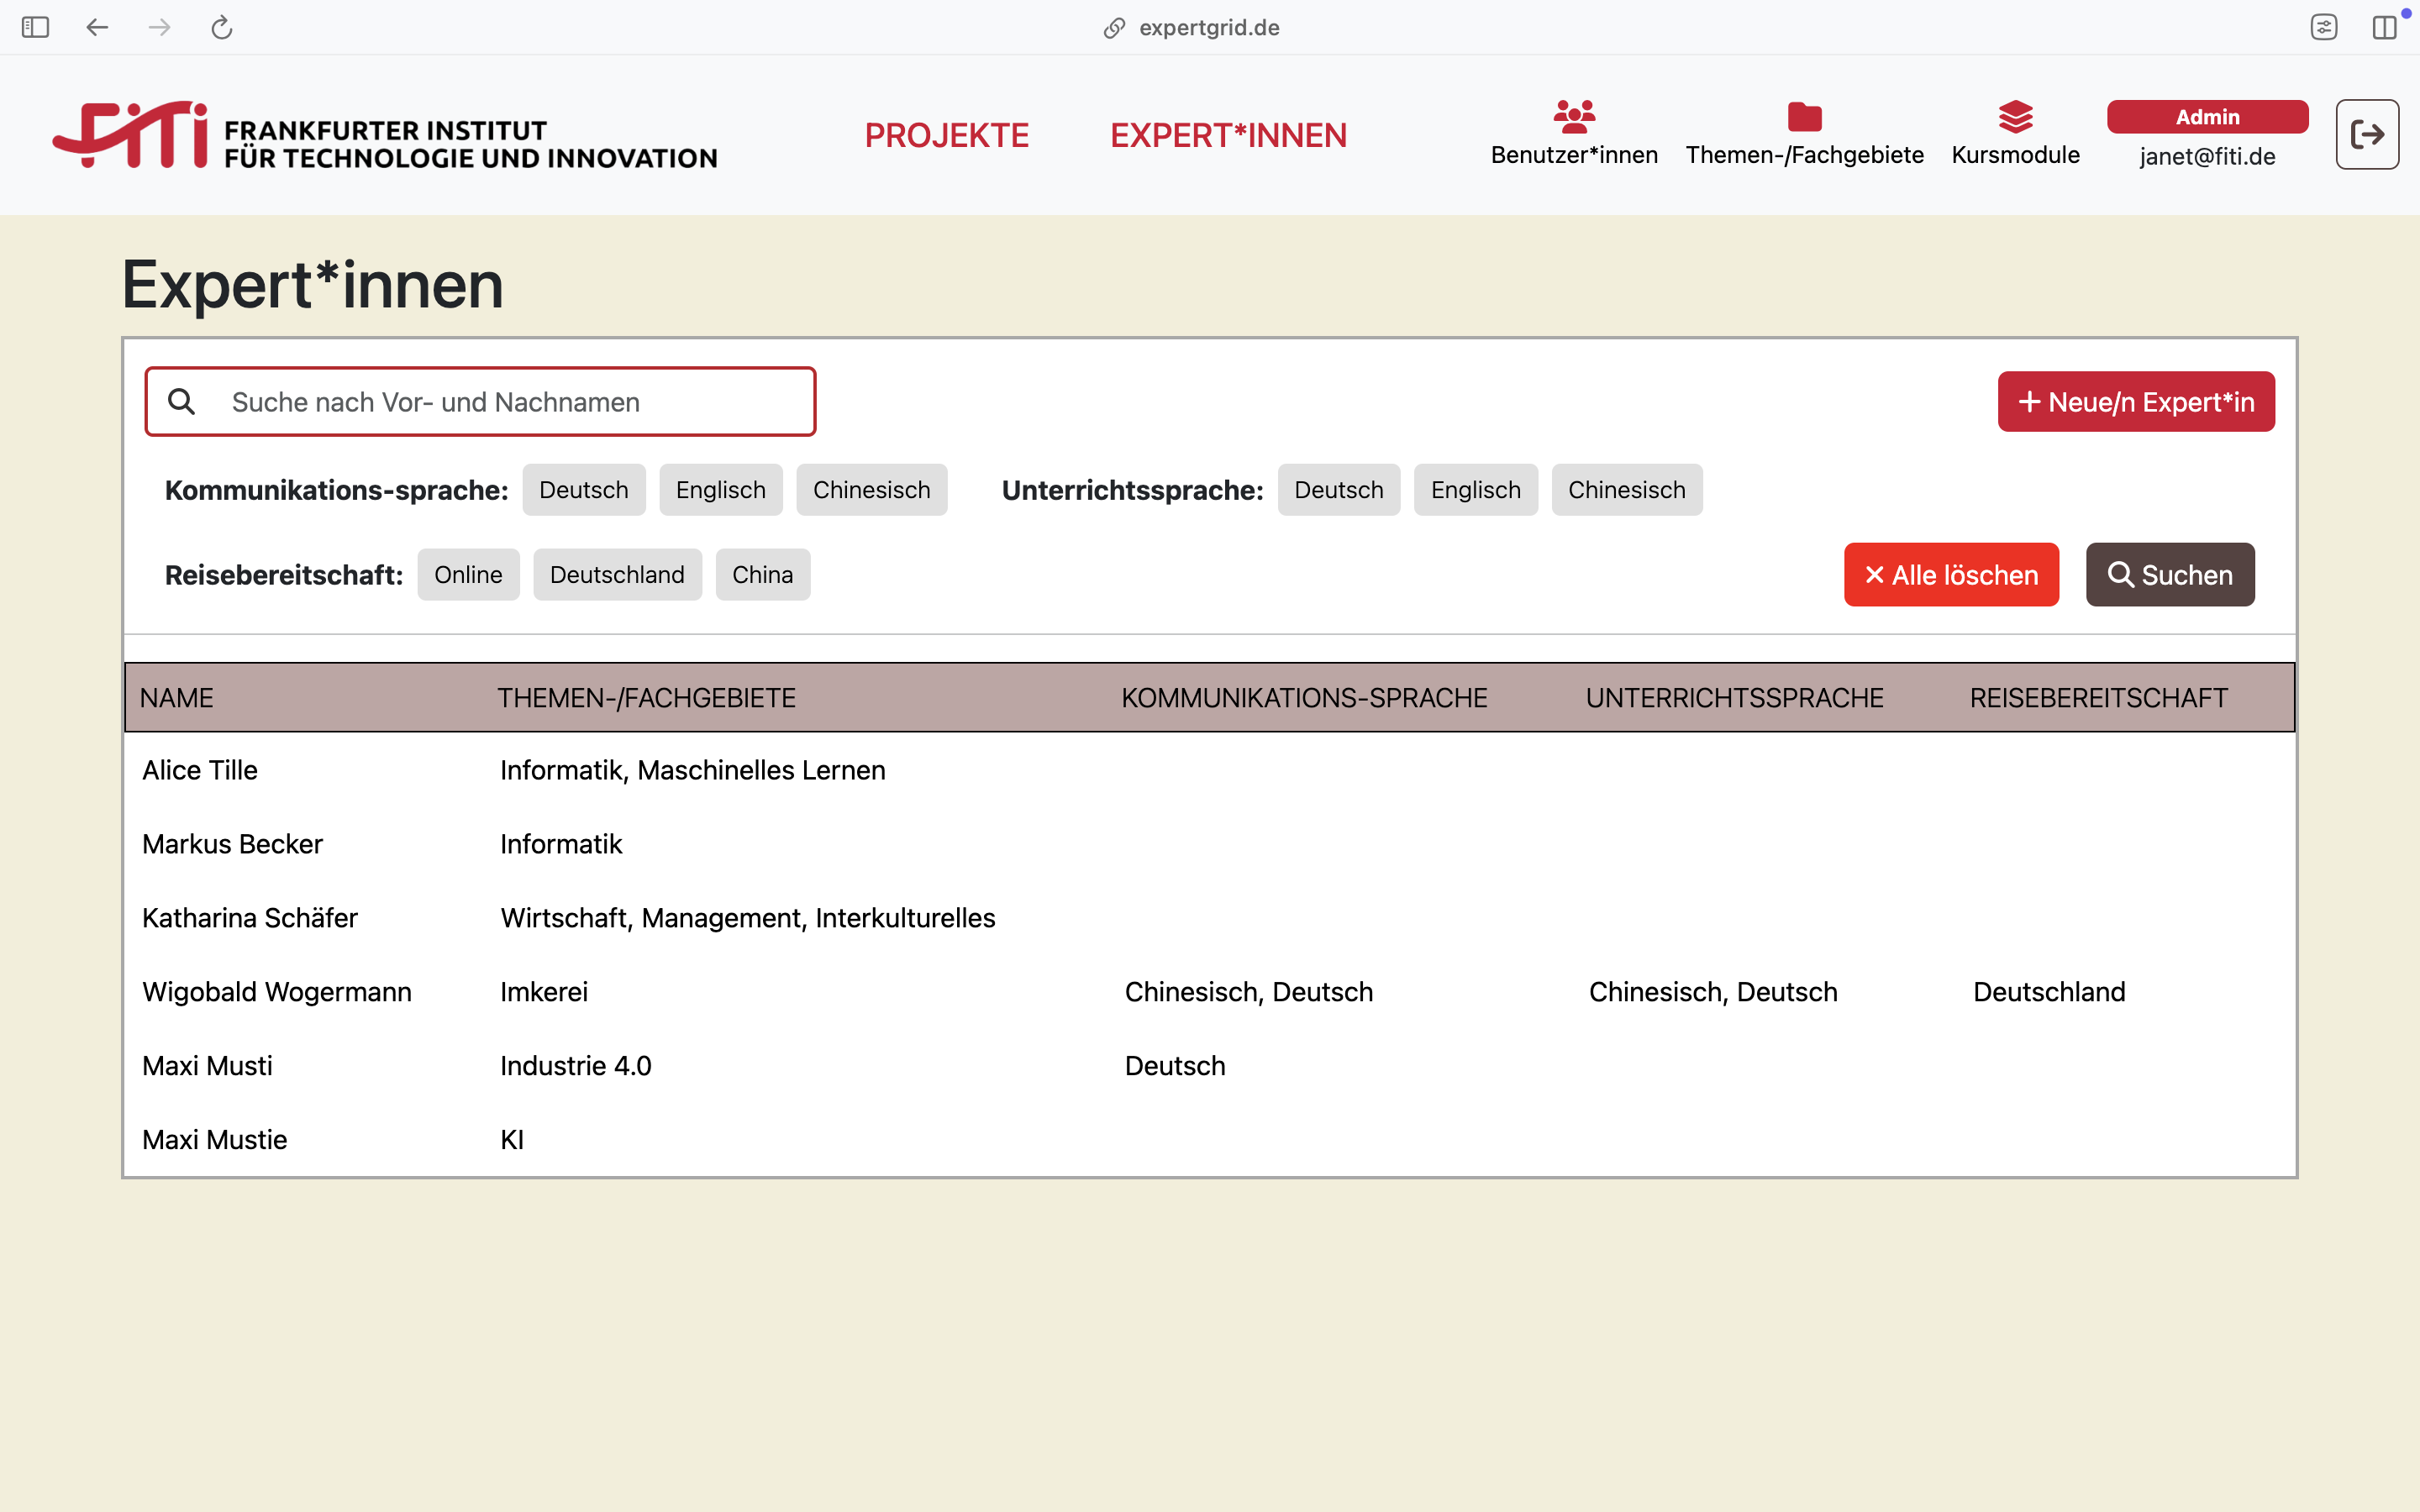 expertgrid.de
FiTi FRANKFURTER INSTITUT
FÜR TECHNOLOGIE UND INNOVATION
PROJEKTE
EXPERT*INNEN
Benutzer*innen
Themen-/Fachgebiete
Kursmodule
Admin
janet@fiti.de
Expert*innen
Suche nach Vor- und Nachnamen
+ Neue/n Expert*in
Kommunikations-sprache: Deutsch Englisch Chinesisch Unterrichtssprache: Deutsch Englisch Chinesisch
Reisebereitschaft: Online Deutschland China
Alle löschen
Suchen
NAME THEMEN-/FACHGEBIETE KOMMUNIKATIONS-SPRACHE UNTERRICHTSSPRACHE REISEBEREITSCHAFT
Alice Tille Informatik, Maschinelles Lernen
Markus Becker Informatik
Katharina Schäfer Wirtschaft, Management, Interkulturelles
Wigobald Wogermann Imkerei Chinesisch, Deutsch Chinesisch, Deutsch Deutschland
Maxi Musti Industrie 4.0 Deutsch
Maxi Mustie KI